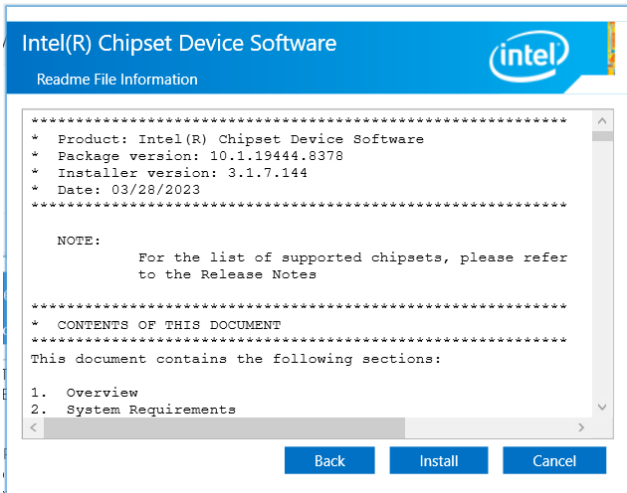 Intel(R) Chipset Device Software
intel
Readme File Information
************************************************************
*  Product: Intel(R) Chipset Device Software
*  Package version: 10.1.19444.8378
*  Installer version: 3.1.7.144
*  Date: 03/28/2023
************************************************************
NOTE:
For the list of supported chipsets, please refer
to the Release Notes
************************************************************
*  CONTENTS OF THIS DOCUMENT
************************************************************
This document contains the following sections:
1.  Overview
2.  System Requirements
Back
Install
Cancel